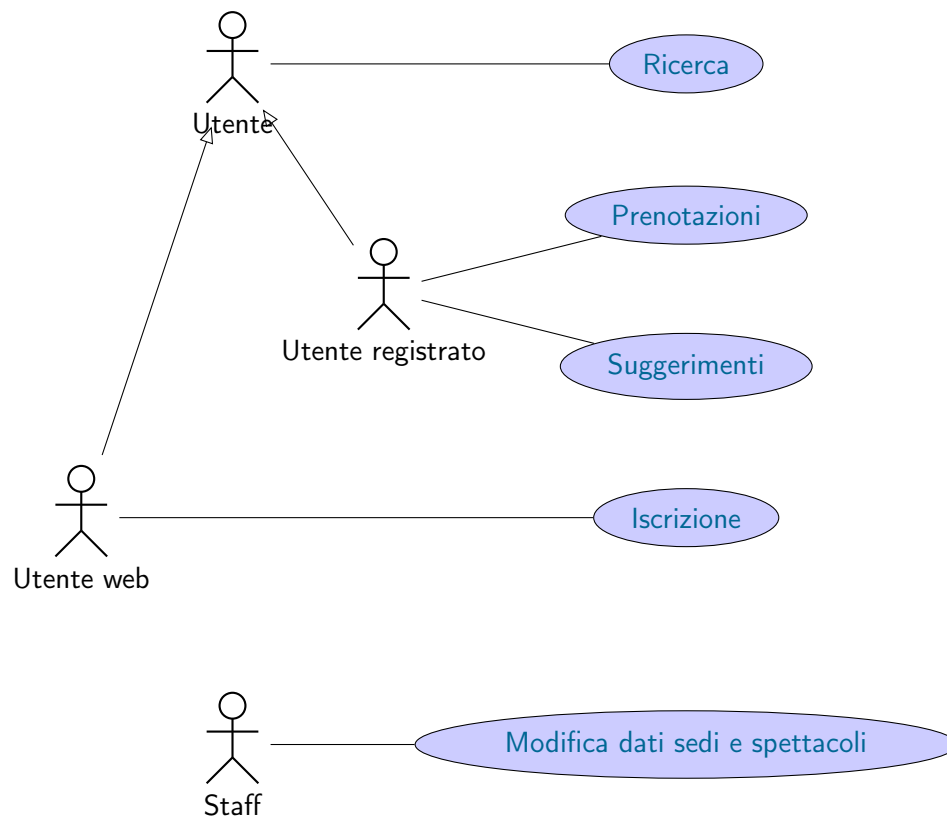 Ricerca
Utente
Prenotazioni
Utente registrato
Suggerimenti
Iscrizione
Utente web
Modifica dati sedi e spettacoli
Staff